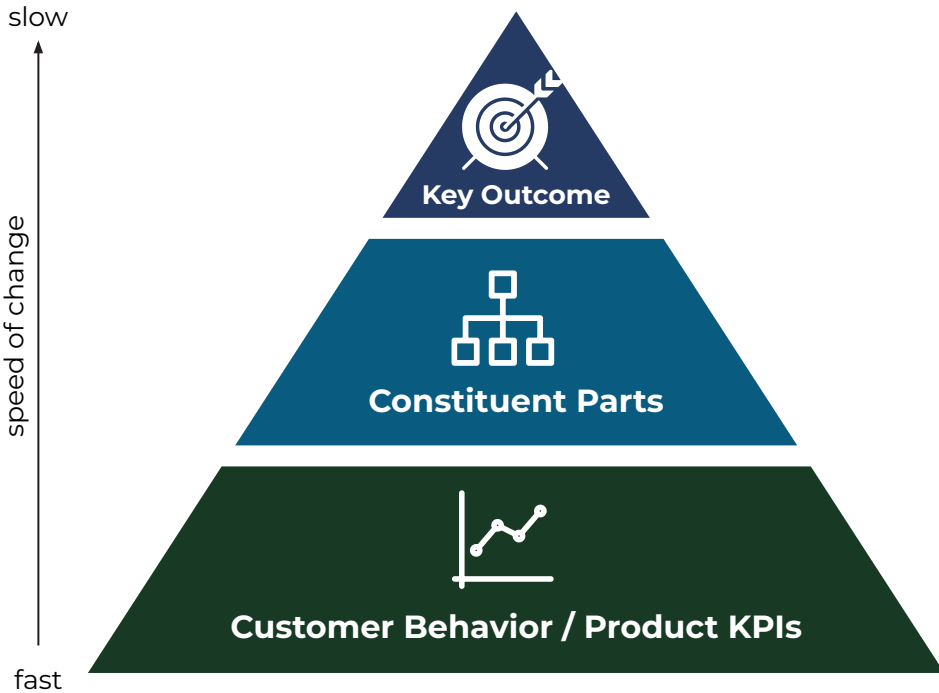 slow
speed of change
fast
Key Outcome
Constituent Parts
Customer Behavior / Product KPIs